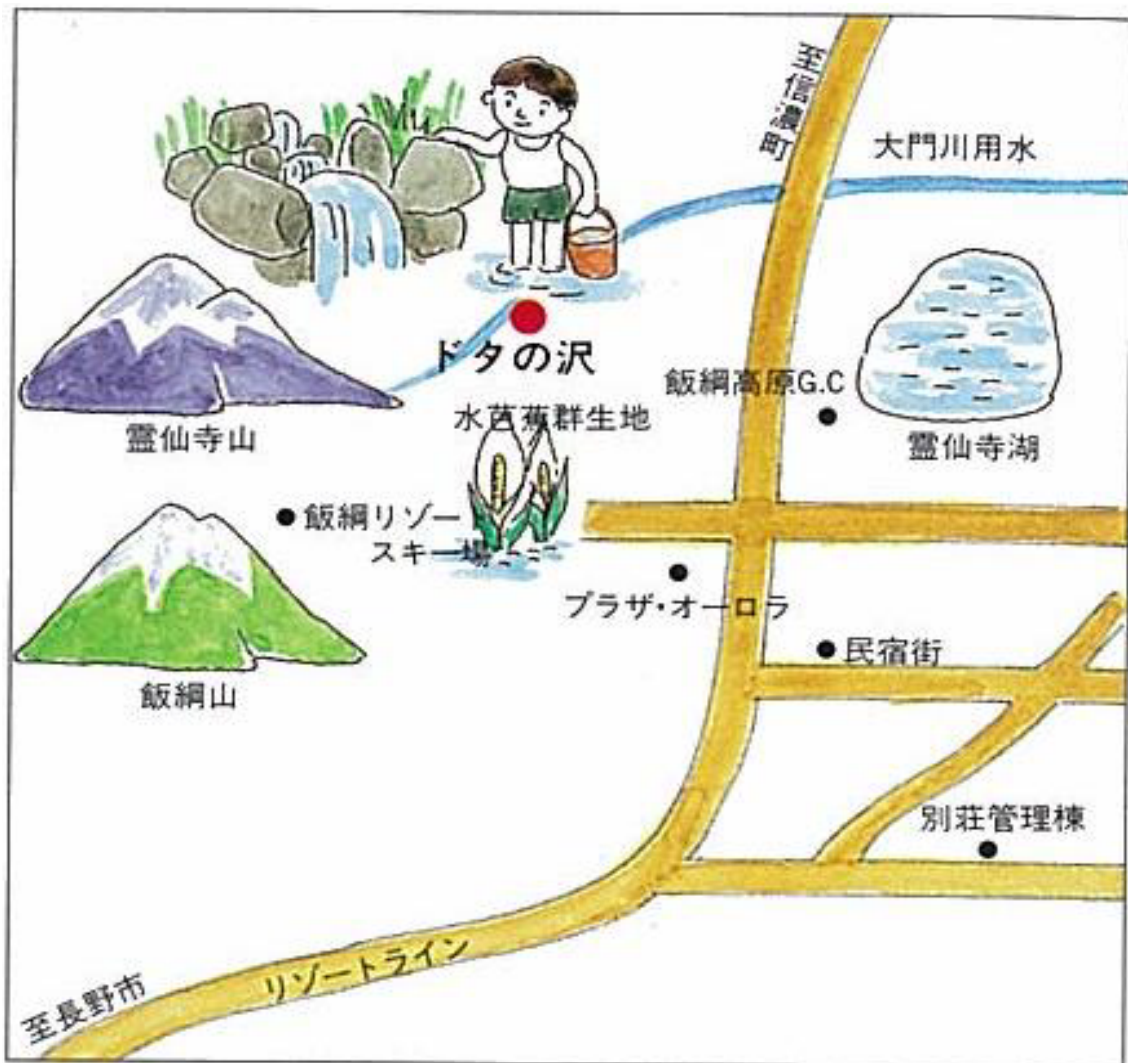 至信濃町
大門川用水
ドタの沢
飯綱高原G.C
水芭蕉群生地
霊仙寺山
霊仙寺湖
飯綱リゾー
スキー場
プラザ・オーロラ
民宿街
飯綱山
別荘管理棟
リゾートライン
至長野市